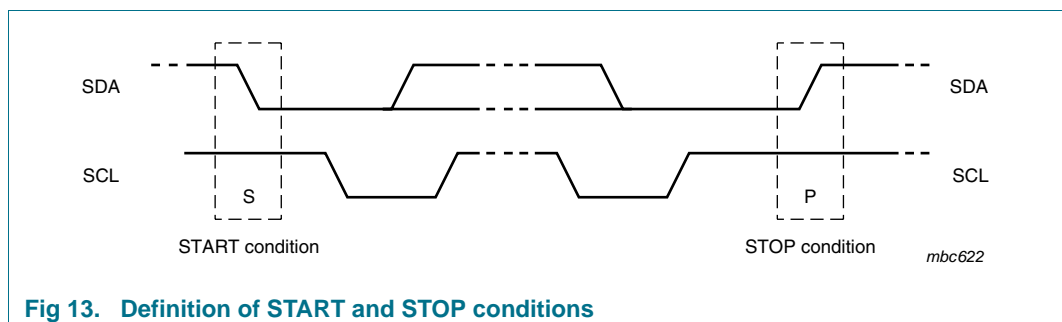 SDA
SDA
SCL
SCL
S
P
START condition
STOP condition
mbc622
Fig 13. Definition of START and STOP conditions